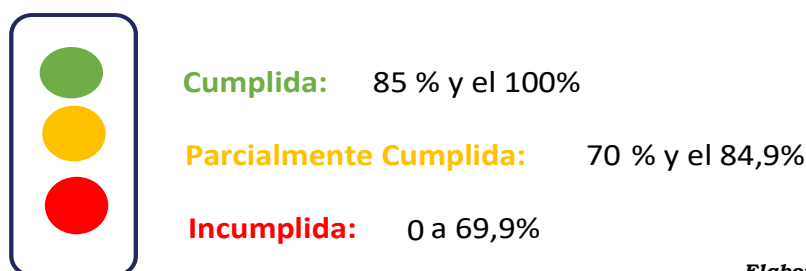 Cumplida: 85 % y el 100%
Parcialmente Cumplida: 70 % y el 84,9%
Incumplida: 0 a 69,9%